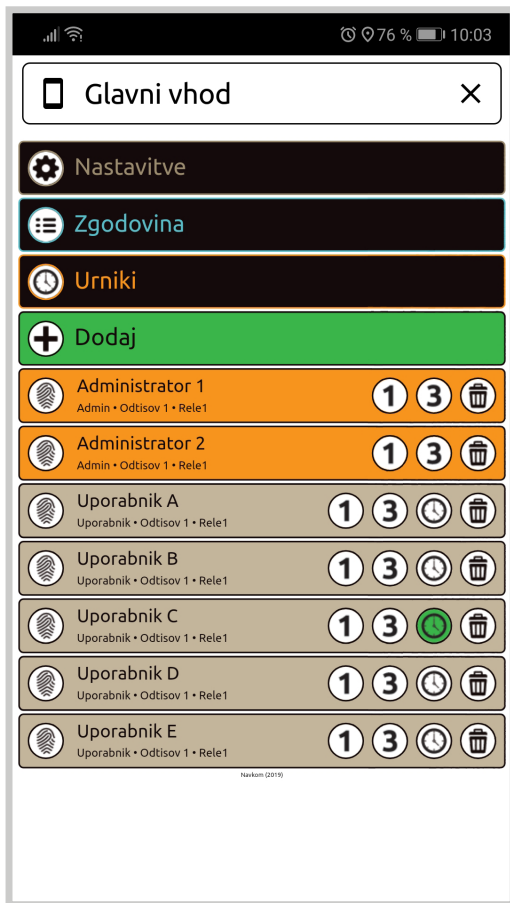 76 % 10:03
Glavni vhod
Nastavitve
Zgodovina
Urniki
Dodaj
Administrator 1
Admin • Odtisov 1 • Rele1
1 3
Administrator 2
Admin • Odtisov 1 • Rele1
1 3
Uporabnik A
Uporabnik • Odtisov 1 • Rele1
1 3
Uporabnik B
Uporabnik • Odtisov 1 • Rele1
1 3
Uporabnik C
Uporabnik • Odtisov 1 • Rele1
1 3
Uporabnik D
Uporabnik • Odtisov 1 • Rele1
1 3
Uporabnik E
Uporabnik • Odtisov 1 • Rele1
1 3
Navkom (2019)